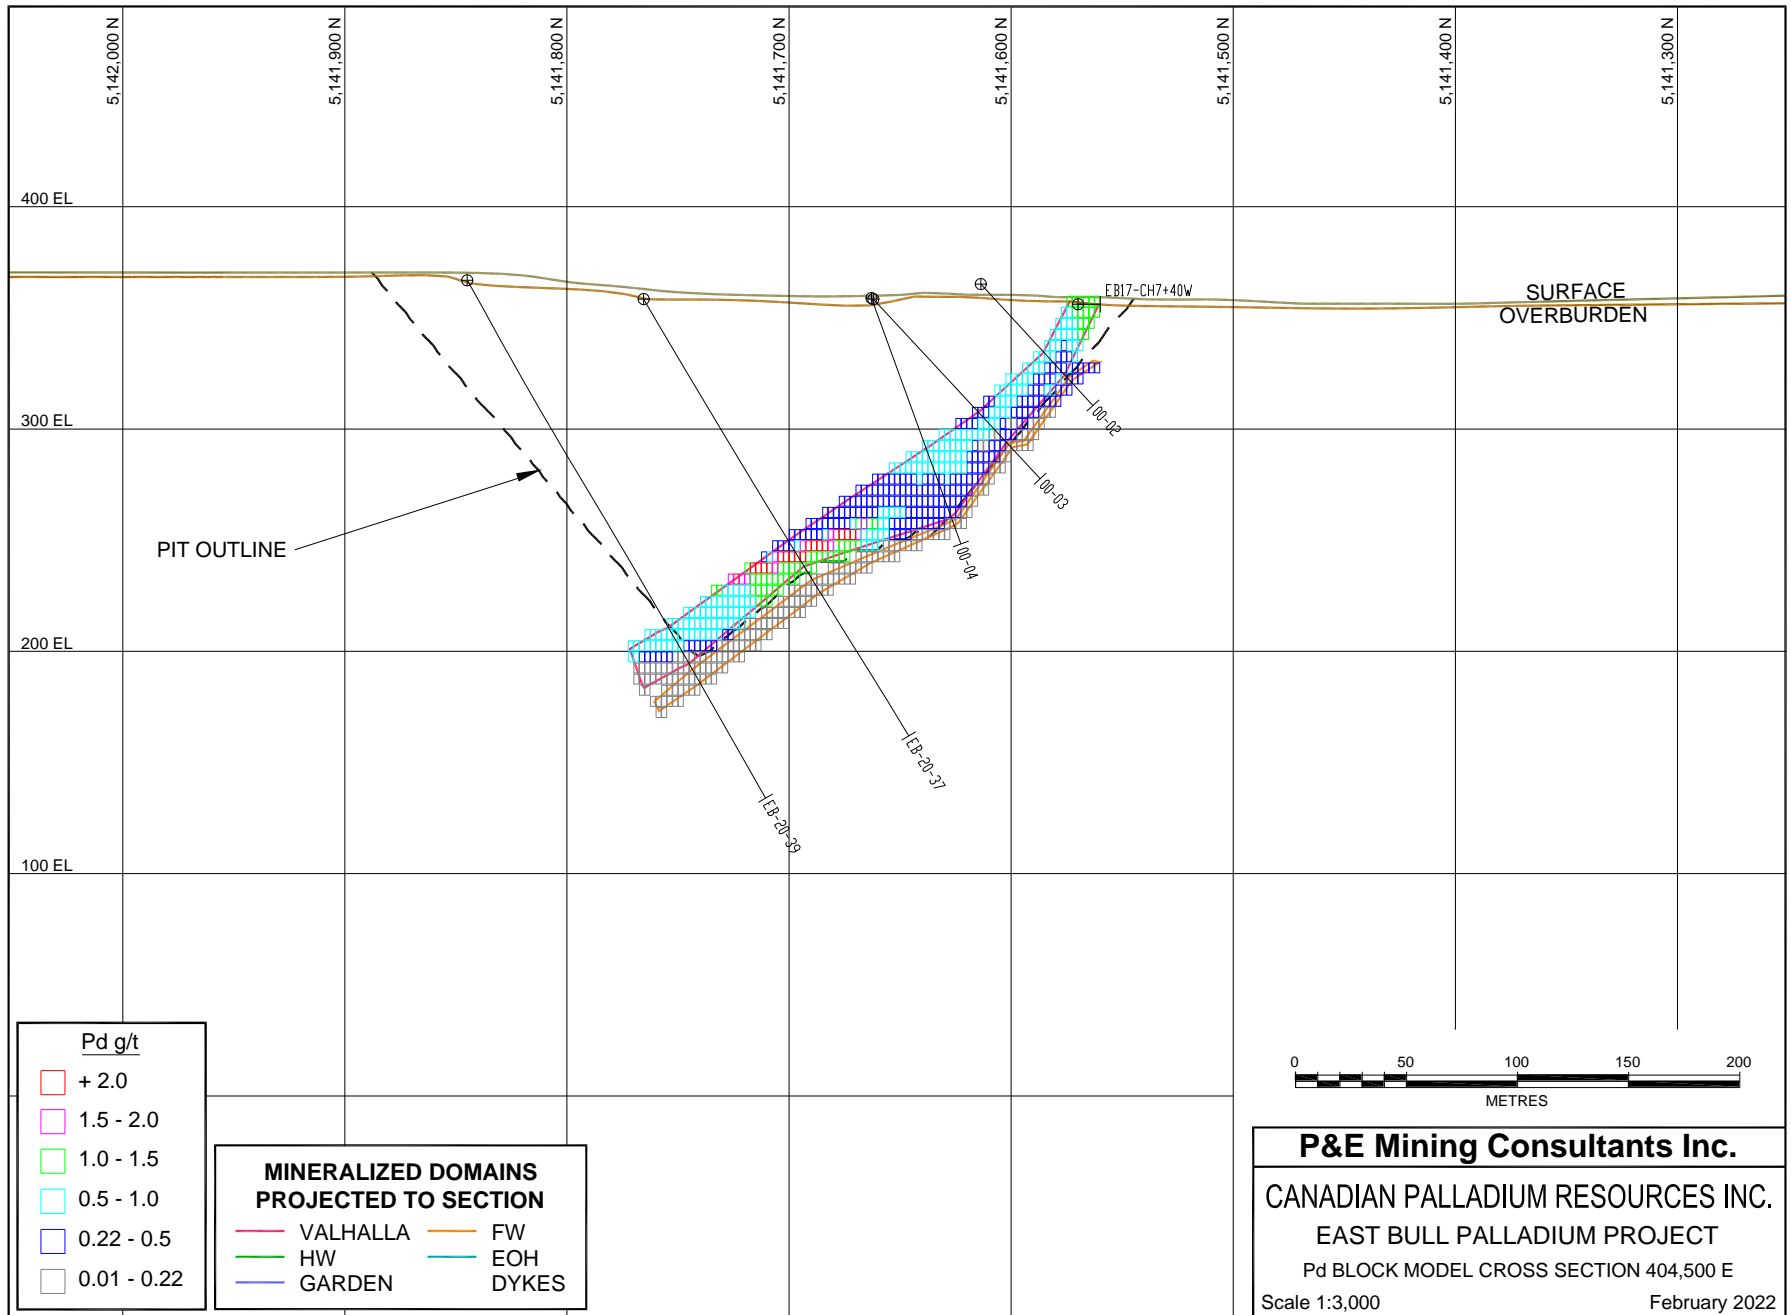 5,142,000 N
5,141,900 N
5,141,800 N
5,141,700 N
5,141,600 N
5,141,500 N
5,141,400 N
5,141,300 N
400 EL
EB17-CH7+40W
SURFACE
OVERBURDEN
300 EL
00-02
00-03
PIT OUTLINE
00-04
200 EL
EB-20-37
EB-20-39
100 EL
Pd g/t
+ 2.0
1.5 - 2.0
1.0 - 1.5
0.5 - 1.0
0.22 - 0.5
0.01 - 0.22
MINERALIZED DOMAINS
PROJECTED TO SECTION
VALHALLA FW
HW EOH
GARDEN DYKES
0 50 100 150 200
METRES
P&E Mining Consultants Inc.
CANADIAN PALLADIUM RESOURCES INC.
EAST BULL PALLADIUM PROJECT
Pd BLOCK MODEL CROSS SECTION 404,500 E
Scale 1:3,000 February 2022